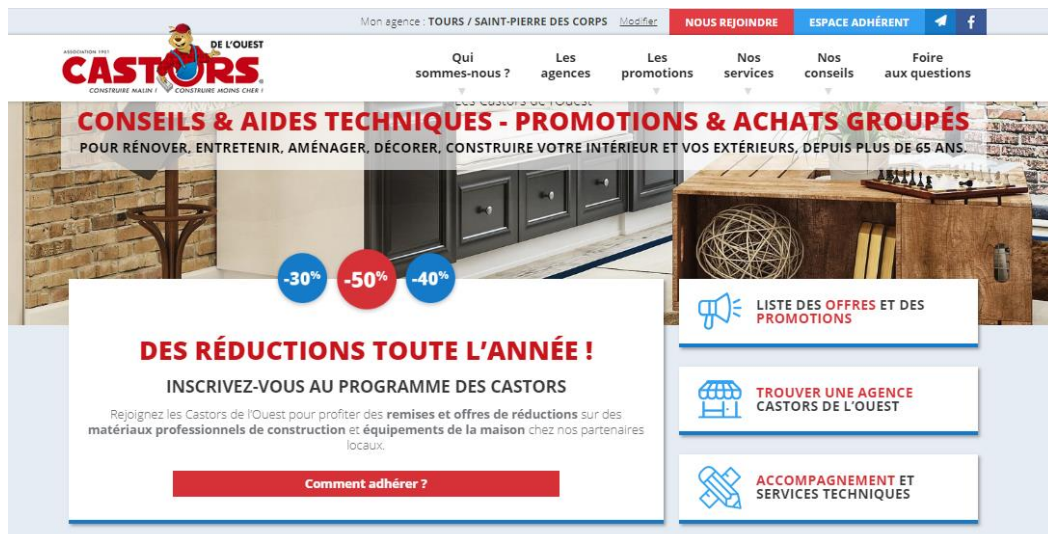 Mon agence : TOURS / SAINT-PIERRE DES CORPS Modifier NOUS REJOINDRE ESPACE ADHÉRENT
ASSOCIATION 1951 DE L'OUEST
CASTORS.
CONSTRUIRE MALIN ! CONSTRUIRE MOINS CHER !
Qui sommes-nous ?
Les agences
Les promotions
Nos services
Nos conseils
Foire aux questions
Les Castors de l'Ouest
CONSEILS & AIDES TECHNIQUES - PROMOTIONS & ACHATS GROUPÉS
POUR RÉNOVER, ENTRETENIR, AMÉNAGER, DÉCORER, CONSTRUIRE VOTRE INTÉRIEUR ET VOS EXTÉRIEURS, DEPUIS PLUS DE 65 ANS.
-30% -50% -40%
DES RÉDUCTIONS TOUTE L'ANNÉE !
INSCRIVEZ-VOUS AU PROGRAMME DES CASTORS
Rejoignez les Castors de l'Ouest pour profiter des remises et offres de réductions sur des
matériaux professionnels de construction et équipements de la maison chez nos partenaires
locaux.
Comment adhérer ?
LISTE DES OFFRES ET DES
PROMOTIONS
TROUVER UNE AGENCE
CASTORS DE L'OUEST
ACCOMPAGNEMENT ET
SERVICES TECHNIQUES